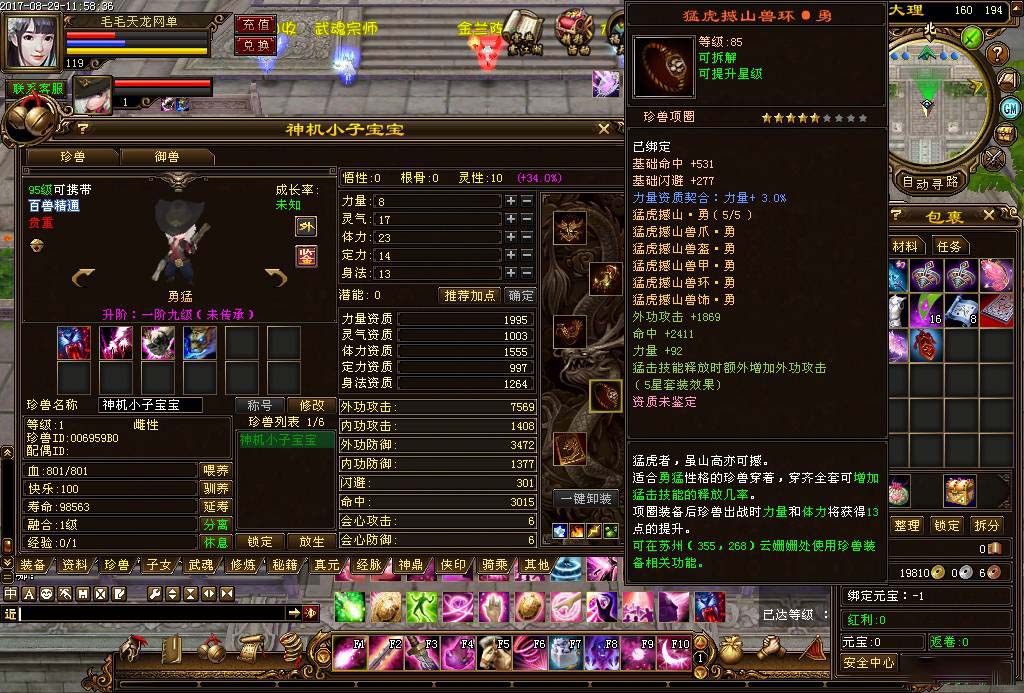 2017-08-29-11:58:36
毛毛天龙网单
充值
兑换
119
联系客服
1
武魂宗师
神机小子宝宝
珍兽
御兽
95级可携带
百兽精通
贵重
成长率:
未知
外
鉴
勇猛
升阶：一阶九级（未传承）
珍兽名称
神机小子宝宝
等级:1
雌性
珍兽ID:006959B0
配偶ID:
血:801/801
喂养
快乐:100
驯养
寿命:98563
延寿
融合:1级
分离
经验:0/1
休息
称号
修改
珍兽列表 1/6
神机小子宝宝
锁定
放生
悟性:0
根骨:0
灵性:10
(+34.0%)
力量:8
灵气:17
体力:23
定力:14
身法:13
潜能:0
推荐加点
确定
力量资质 1995
灵气资质 1003
体力资质 1555
定力资质 997
身法资质 1264
外功攻击: 7569
内功攻击: 1408
外功防御: 3472
内功防御: 1377
闪避: 301
命中: 3015
会心攻击: 6
会心防御: 6
一键卸装
猛虎撼山兽环●勇
等级:85
可拆解
可提升星级
珍兽项圈
已绑定
基础命中 +531
基础闪避 +277
力量资质契合：力量+ 3.0%
猛虎撼山·勇(5/5)
猛虎撼山兽爪·勇
猛虎撼山兽盔·勇
猛虎撼山兽甲·勇
猛虎撼山兽环·勇
猛虎撼山兽饰·勇
外功攻击 +1869
命中 +2411
力量 +92
猛击技能释放时额外增加外功攻击
（5星套装效果）
资质未鉴定
猛虎者，虽山高亦可撼。
适合勇猛性格的珍兽穿着，穿齐全套可增加
猛击技能的释放几率。
项圈装备后珍兽出战时力量和体力将获得13
点的提升。
可在苏州（355，268）云姗姗处使用珍兽装
备相关功能。
大理
160 194
北
GM
自动寻路
包裹
材料
任务
16
8
整理
锁定
拆分
0
19810
0
6
绑定元宝:-1
红利:0
元宝:0
返卷:0
安全中心
装备
资料
珍兽
子女
武魂
修炼
秘籍
真元
经脉
神鼎
侠印
骑乘
其他
中
A
M
近
已达等级 :
F1
F2
F3
F4
F5
F6
F7
F8
F9
F10
1